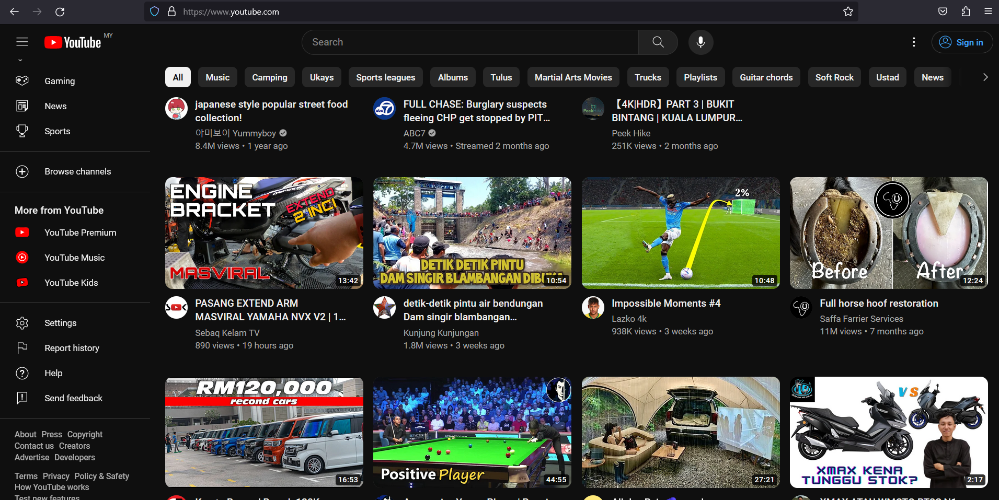 https://www.youtube.com
YouTube MY
Search
Sign in
Gaming
News
Sports
Browse channels
More from YouTube
YouTube Premium
YouTube Music
YouTube Kids
Settings
Report history
Help
Send feedback
About Press Copyright
Contact us Creators
Advertise Developers
Terms Privacy Policy & Safety
How YouTube works
Test new features
All Music Camping Ukays Sports leagues Albums Tulus Martial Arts Movies Trucks Playlists Guitar chords Soft Rock Ustad News
japanese style popular street food
collection!
야미보이 Yummyboy
8.4M views • 1 year ago
abc7
FULL CHASE: Burglary suspects
fleeing CHP get stopped by PIT...
ABC7
4.7M views • Streamed 2 months ago
PeekHike
【4K|HDR】PART 3 | BUKIT
BINTANG | KUALA LUMPUR...
Peek Hike
251K views • 2 months ago
ENGINE
BRACKET
EXTEND
2 INCI
MASVIRAL
13:42
PASANG EXTEND ARM
MASVIRAL YAMAHA NVX V2 | 1...
Sebaq Kelam TV
890 views • 19 hours ago
DETIK DETIK PINTU
DAM SINGIR BLAMBANGAN
10:54
detik-detik pintu air bendungan
Dam singir blambangan...
Kunjung Kunjungan
1.8M views • 3 weeks ago
2%
10:48
Impossible Moments #4
Lazko 4k
938K views • 3 weeks ago
Before
After
12:24
Full horse hoof restoration
Saffa Farrier Services
11M views • 7 months ago
RM120,000
recond cars
16:53
Positive Player
44:55
27:21
VS
XMAX KENA
TUNGGU STOK?
2:17